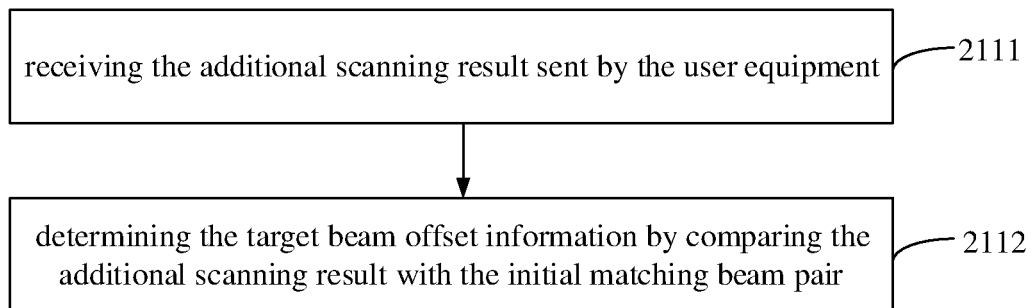 receiving the additional scanning result sent by the user equipment
2111
determining the target beam offset information by comparing the
additional scanning result with the initial matching beam pair
2112